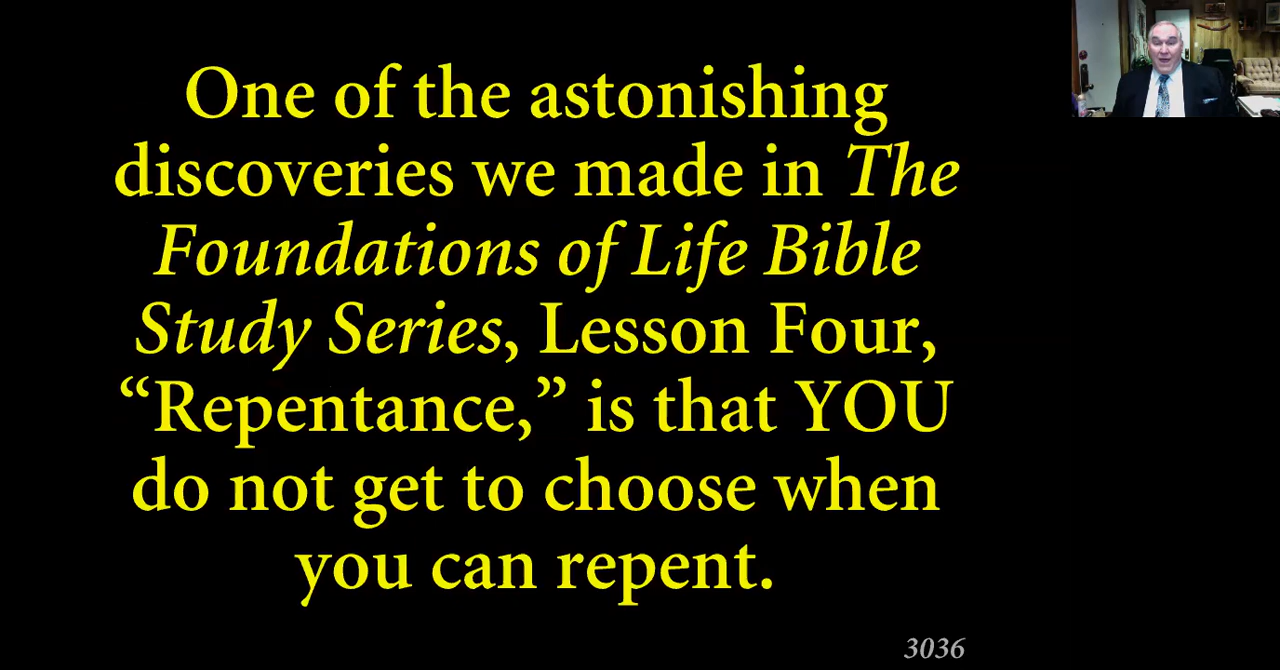 One of the astonishing
discoveries we made in The
Foundations of Life Bible
Study Series, Lesson Four,
“Repentance,” is that YOU
do not get to choose when
you can repent.
3036